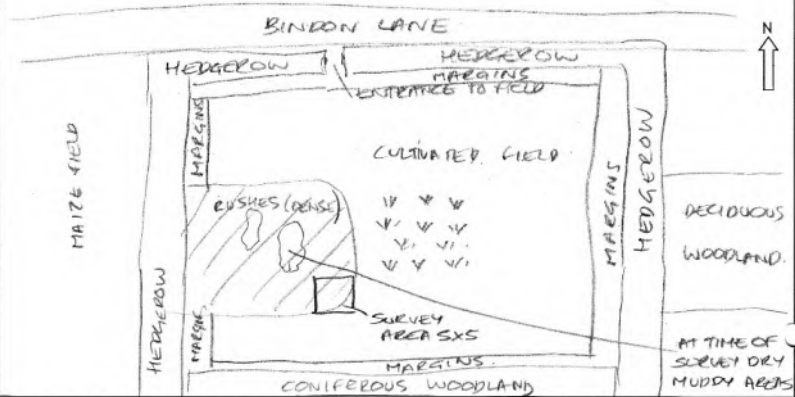 BINDON LANE
N
HEDGEROW
HEDGEROW
MARGINS
ENTRANCE TO FIELD
MARGINS
CULTIVATED FIELD
MAIZE FIELD
RUSHES (DENSE)
MARGINS
HEDGEROW
DECIDUOUS
WOODLAND.
HEDGEROW
MARGINS
SURVEY
AREA 5X5
AT TIME OF
SURVEY DRY
MUDDY AREAS
MARGINS.
CONIFEROUS WOODLAND